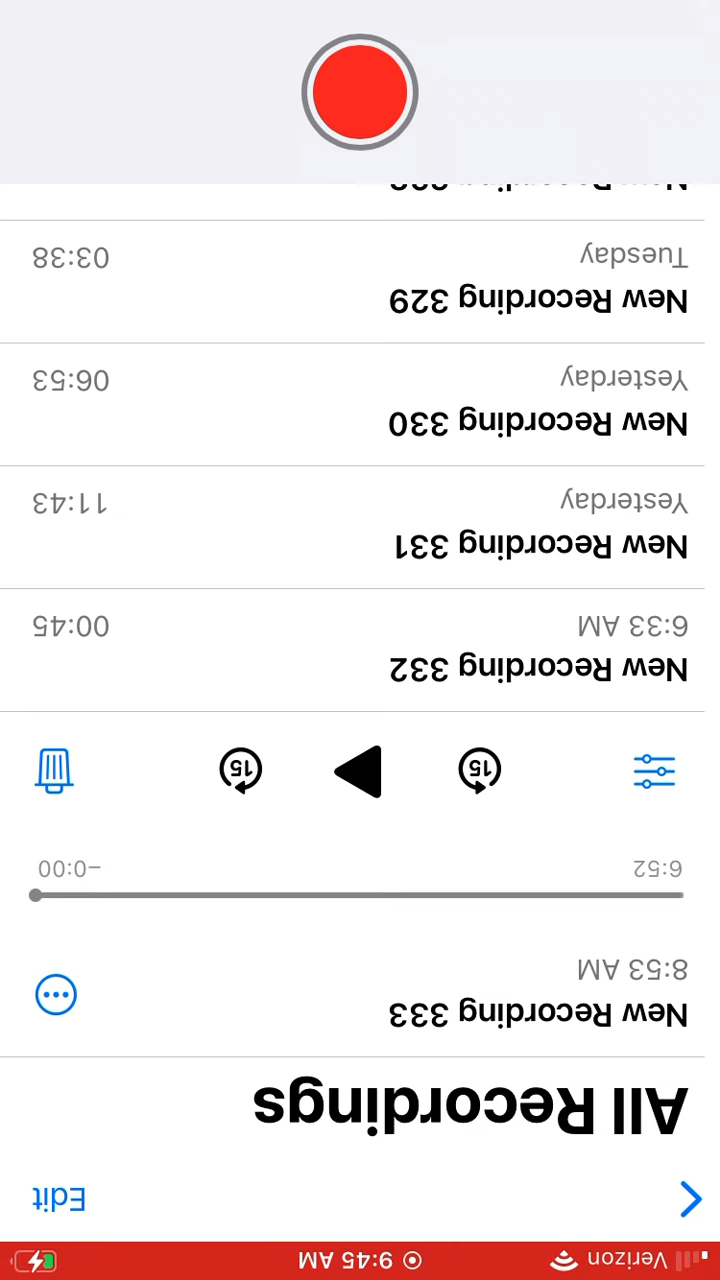 Verizon 9:45 AM
Edit
All Recordings
New Recording 333
8:53 AM
6:52 –0:00
15 15
New Recording 332
6:33 AM 00:45
New Recording 331
Yesterday 11:43
New Recording 330
Yesterday 06:53
New Recording 329
Tuesday 03:38
New Recording